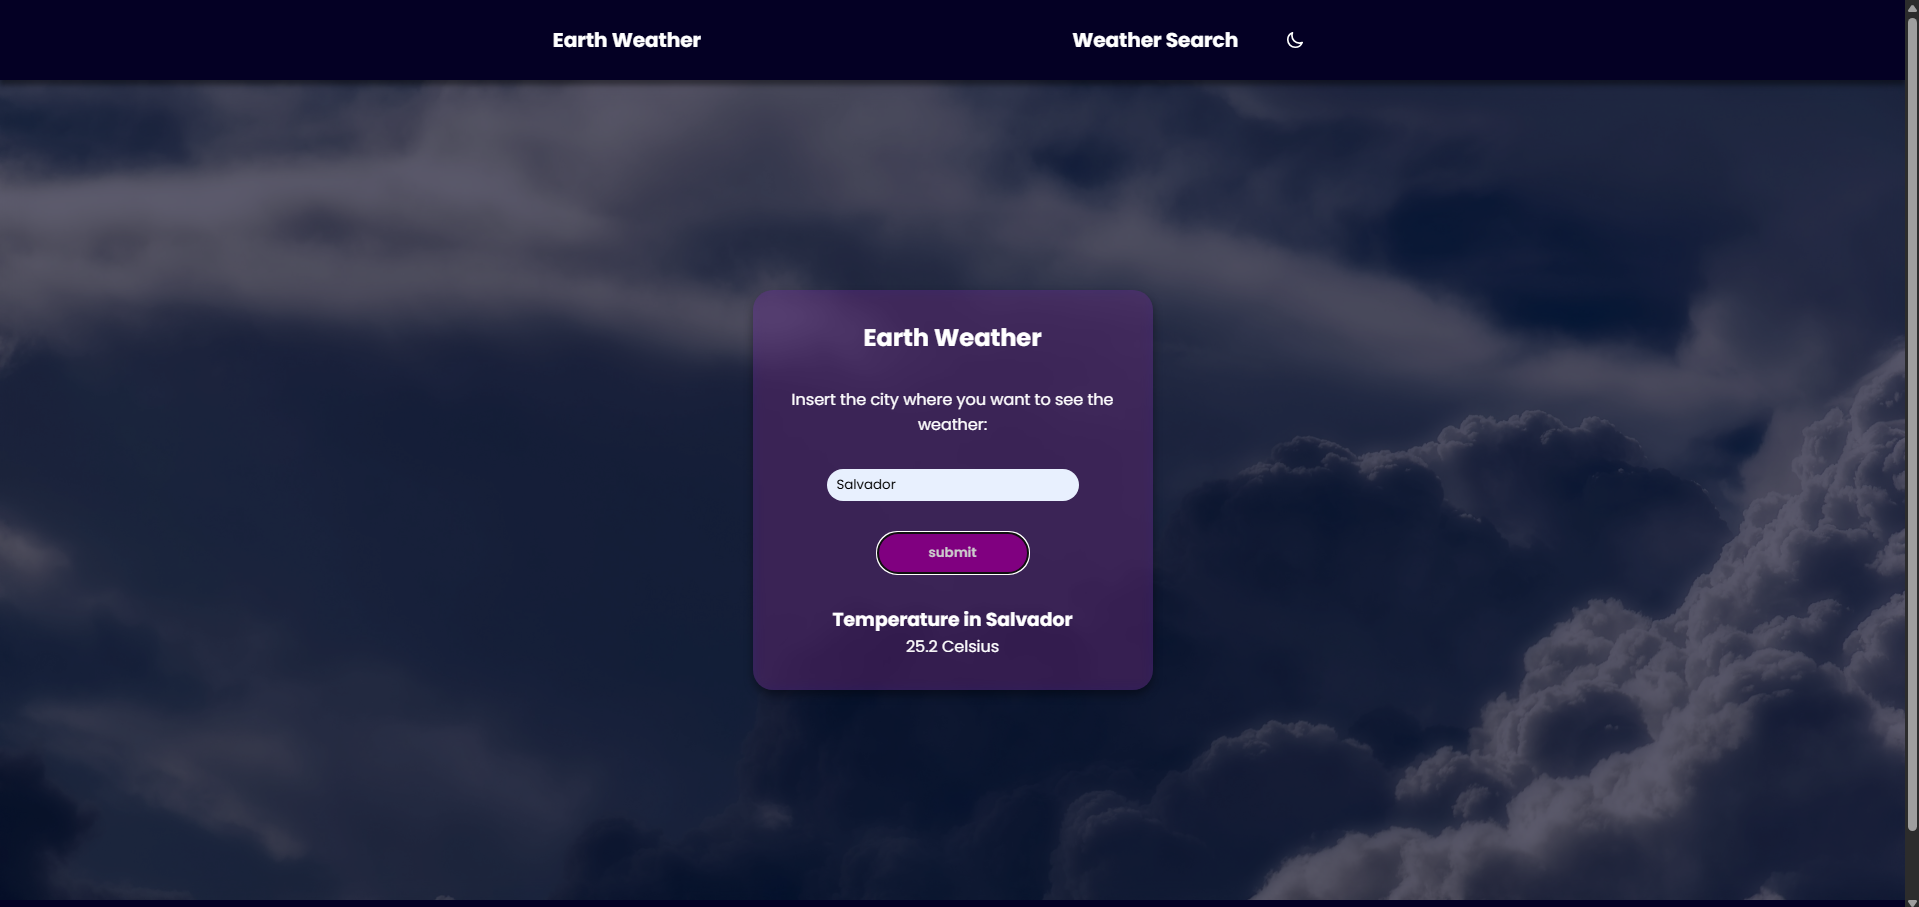 Earth Weather
Weather Search
Earth Weather
Insert the city where you want to see the
weather:
Salvador
submit
Temperature in Salvador
25.2 Celsius